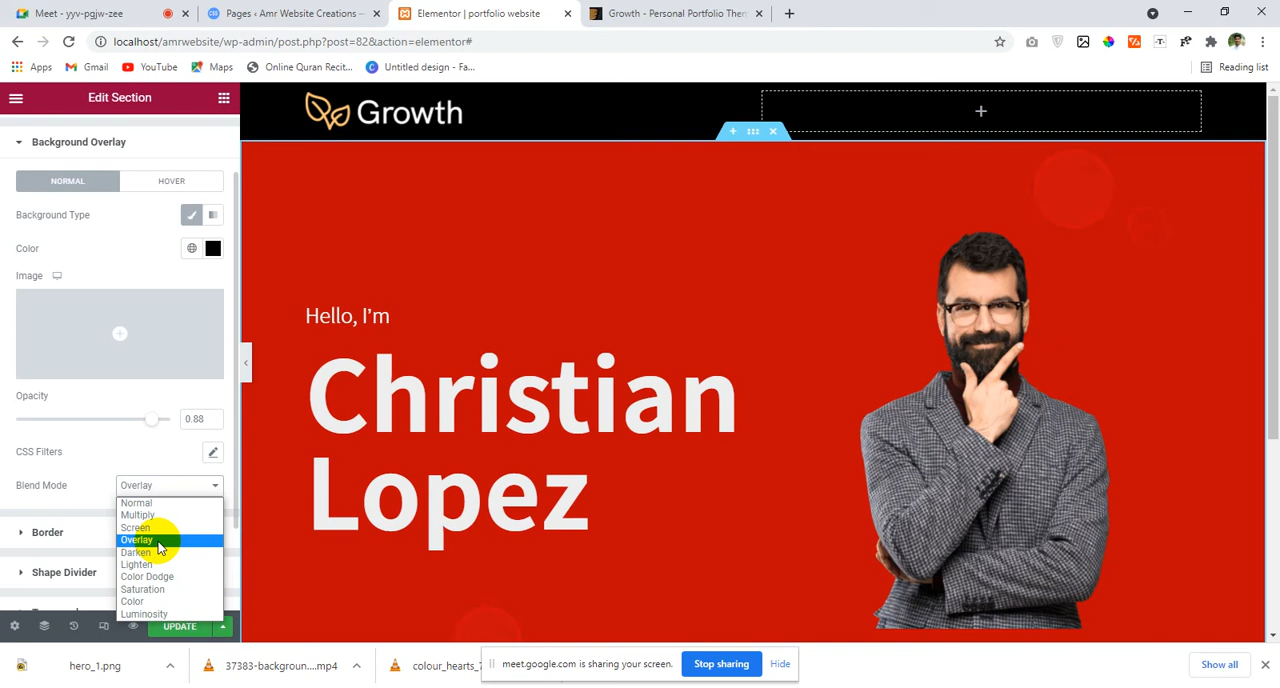 Meet - yyv-pgjw-zee
Pages ‹ Amr Website Creations —
Elementor | portfolio website
Growth - Personal Portfolio Them
localhost/amrwebsite/wp-admin/post.php?post=82&action=elementor#
Apps
Gmail
YouTube
Maps
Online Quran Recit...
Untitled design - Fa...
Reading list
Edit Section
Growth
Background Overlay
NORMAL
HOVER
Background Type
Color
Image
Opacity
0.88
CSS Filters
Blend Mode
Overlay
Normal
Multiply
Screen
Overlay
Darken
Lighten
Color Dodge
Saturation
Color
Luminosity
Border
Shape Divider
UPDATE
Hello, I'm
Christian
Lopez
hero_1.png
37383-backgroun....mp4
meet.google.com is sharing your screen.
Stop sharing
Hide
Show all